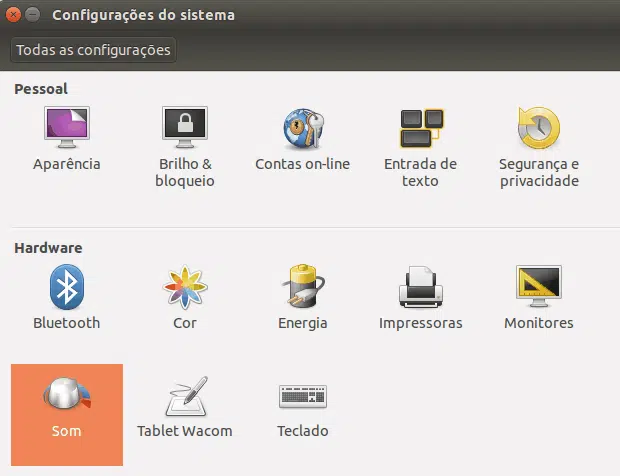 Configurações do sistema
Todas as configurações
Pessoal
Aparência
Brilho &
bloqueio
Contas on-line
Entrada de
texto
Segurança e
privacidade
Hardware
Bluetooth
Cor
Energia
Impressoras
Monitores
Som
Tablet Wacom
Teclado